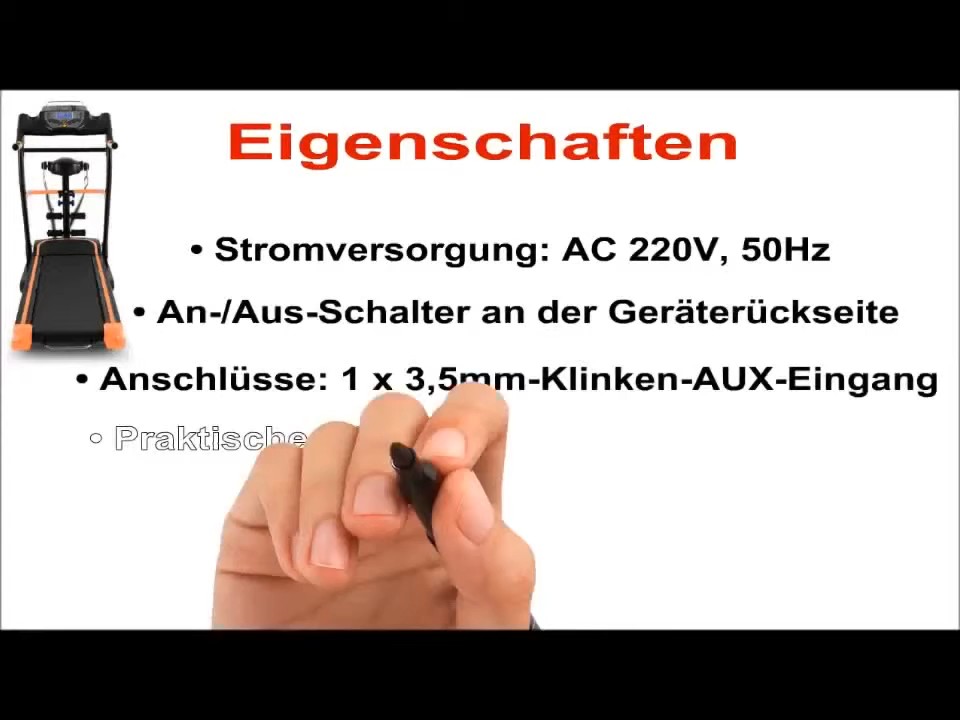 Eigenschaften
• Stromversorgung: AC 220V, 50Hz
• An-/Aus-Schalter an der Geräterückseite
• Anschlüsse: 1 x 3,5mm-Klinken-AUX-Eingang
• Praktische